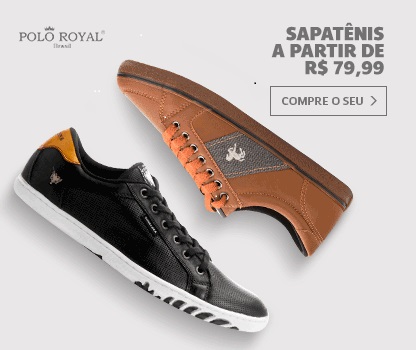 POLO ROYAL®
Brasil
SAPATÊNIS
A PARTIR DE
R$ 79,99
COMPRE O SEU >